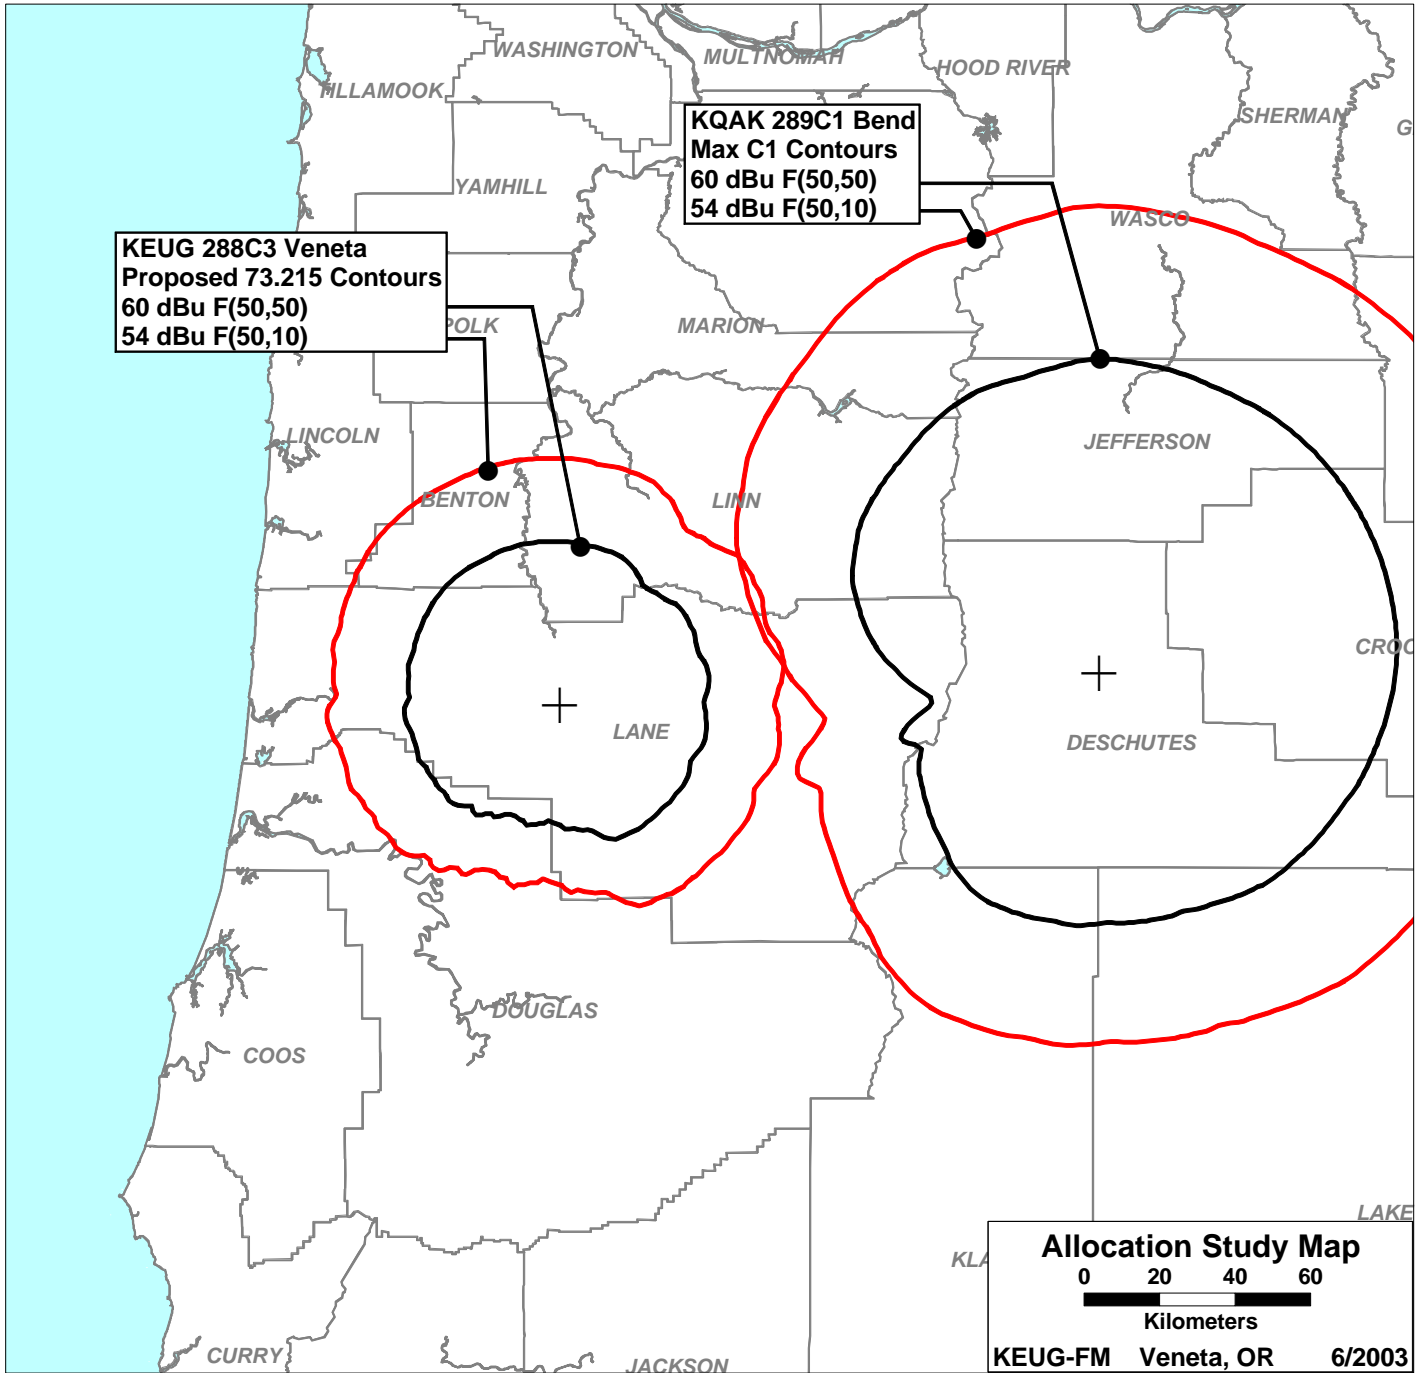 WASHINGTON
MULTNOMAH
HOOD RIVER
TILLAMOOK
SHERMAN
G
KQAK 289C1 Bend
Max C1 Contours
60 dBu F(50,50)
54 dBu F(50,10)
YAMHILL
WASCO
KEUG 288C3 Veneta
Proposed 73.215 Contours
60 dBu F(50,50)
54 dBu F(50,10)
POLK
MARION
LINCOLN
JEFFERSON
BENTON
LINN
CROO
LANE
DESCHUTES
DOUGLAS
COOS
LAKE
KLA
Allocation Study Map
0 20 40 60
Kilometers
KEUG-FM Veneta, OR 6/2003
CURRY
JACKSON